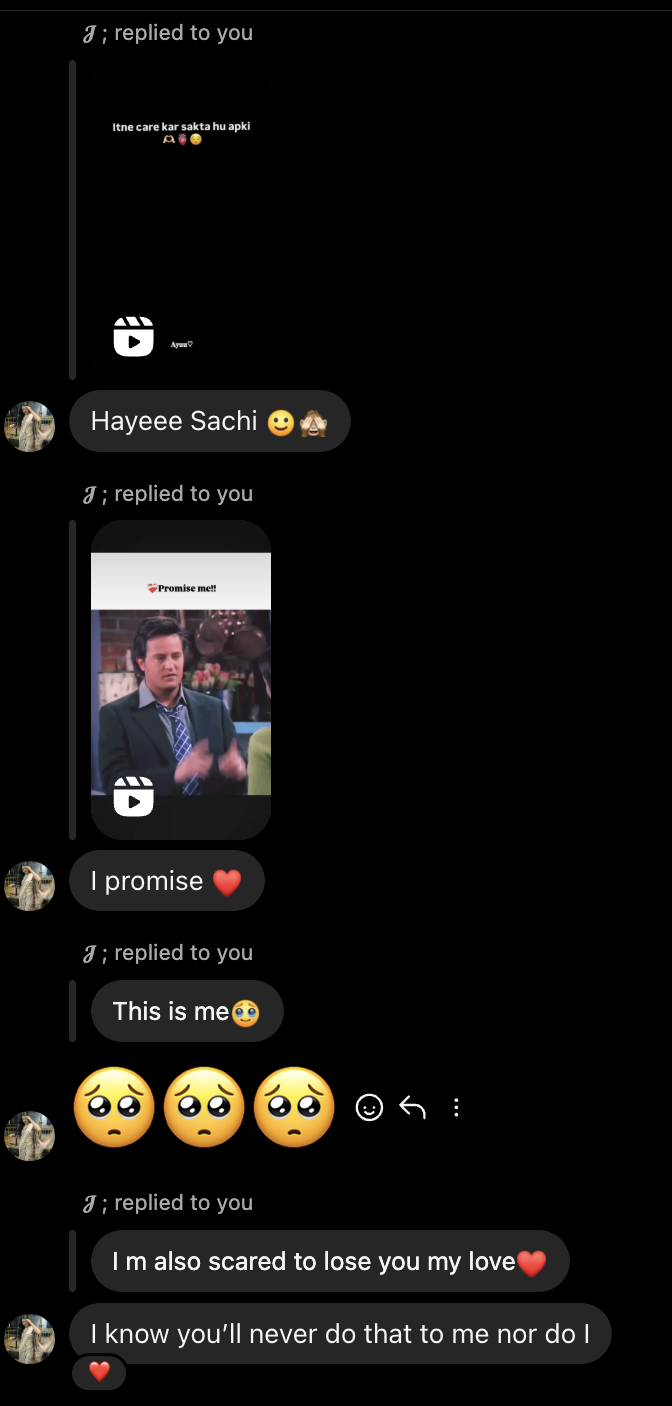 𝒥 ; replied to you
Itne care kar sakta hu apki
🫶🏻🫀☺️
Ayuu♡
Hayeee Sachi 🙂🙈
𝒥 ; replied to you
❤️‍🩹Promise me!!
I promise ❤️
𝒥 ; replied to you
This is me🥹
🥺🥺🥺
𝒥 ; replied to you
I m also scared to lose you my love❤️
I know you’ll never do that to me nor do I
❤️